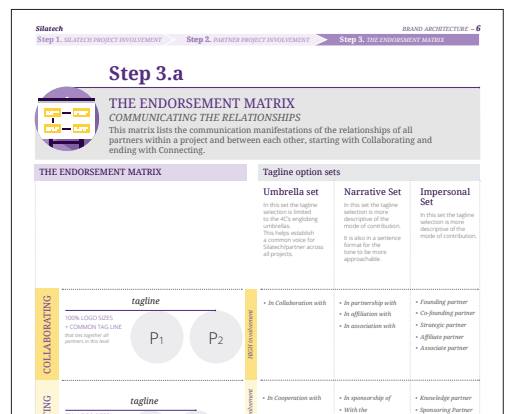 Silatech
BRAND ARCHITECTURE – 6
Step 1. SILATECH PROJECT INVOLVEMENT
Step 2. PARTNER PROJECT INVOLVEMENT
Step 3. THE ENDORSMENT MATRIX
Step 3.a
THE ENDORSEMENT MATRIX
COMMUNICATING THE RELATIONSHIPS
This matrix lists the communication manifestations of the relationships of all
partners within a project and between each other, starting with Collaborating and
ending with Connecting.
THE ENDORSEMENT MATRIX
Tagline option sets
Umbrella set
In this set the tagline
selection is limited
to the 4Cs englobing
umbrellas.
This helps establish
a common voice for
Silatech/partner across
all projects.
Narrative Set
In this set the tagline
selection is more
descriptive of the
mode of contribution.
It is also in a sentence
format for the
tone to be more
approachable.
Impersonal
Set
In this set the tagline
selection is more
descriptive of the
mode of contribution.
COLLABORATING
tagline
100% LOGO SIZES
+ COMMON TAG LINE
that ties together all
partners in this level
P1
P2
HIGH involvement
• In Collaboration with
• In partnership with
• In affiliation with
• In association with
• Founding partner
• Co-founding partner
• Strategic partner
• Affiliate partner
• Associate partner
tagline
• In Cooperation with
• In sponsorship of
• With the
• Knowledge partner
• Sponsoring Partner